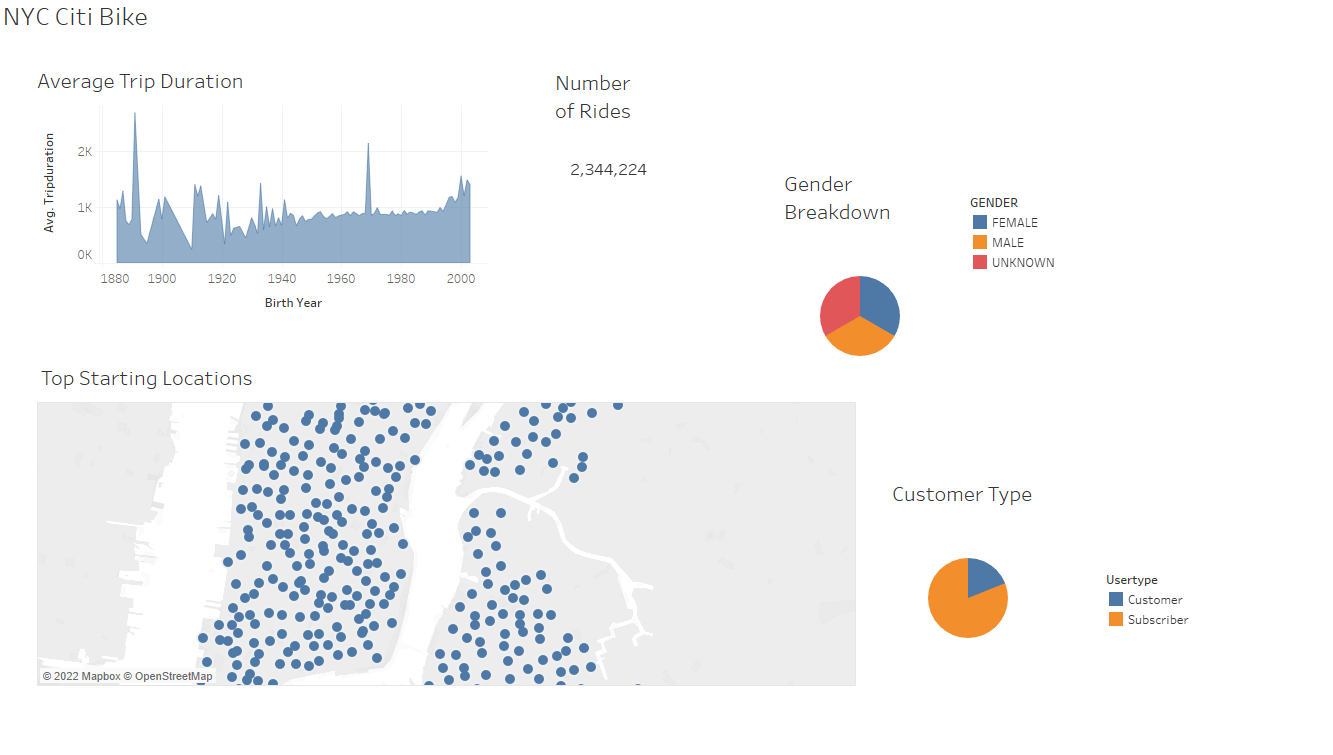 NYC Citi Bike
Average Trip Duration
Avg. Tripduration
2K
1K
0K
1880 1900 1920 1940 1960 1980 2000
Birth Year
Number
of Rides
2,344,224
Gender
Breakdown
GENDER
FEMALE
MALE
UNKNOWN
Top Starting Locations
© 2022 Mapbox © OpenStreetMap
Customer Type
Usertype
Customer
Subscriber